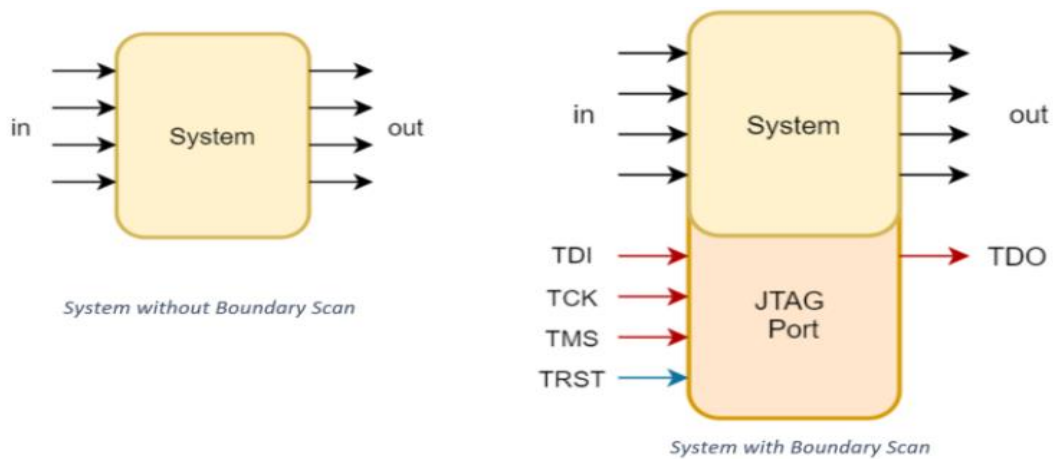 in
System
out
System without Boundary Scan
in
System
out
TDI
TCK
TMS
TRST
JTAG
Port
TDO
System with Boundary Scan